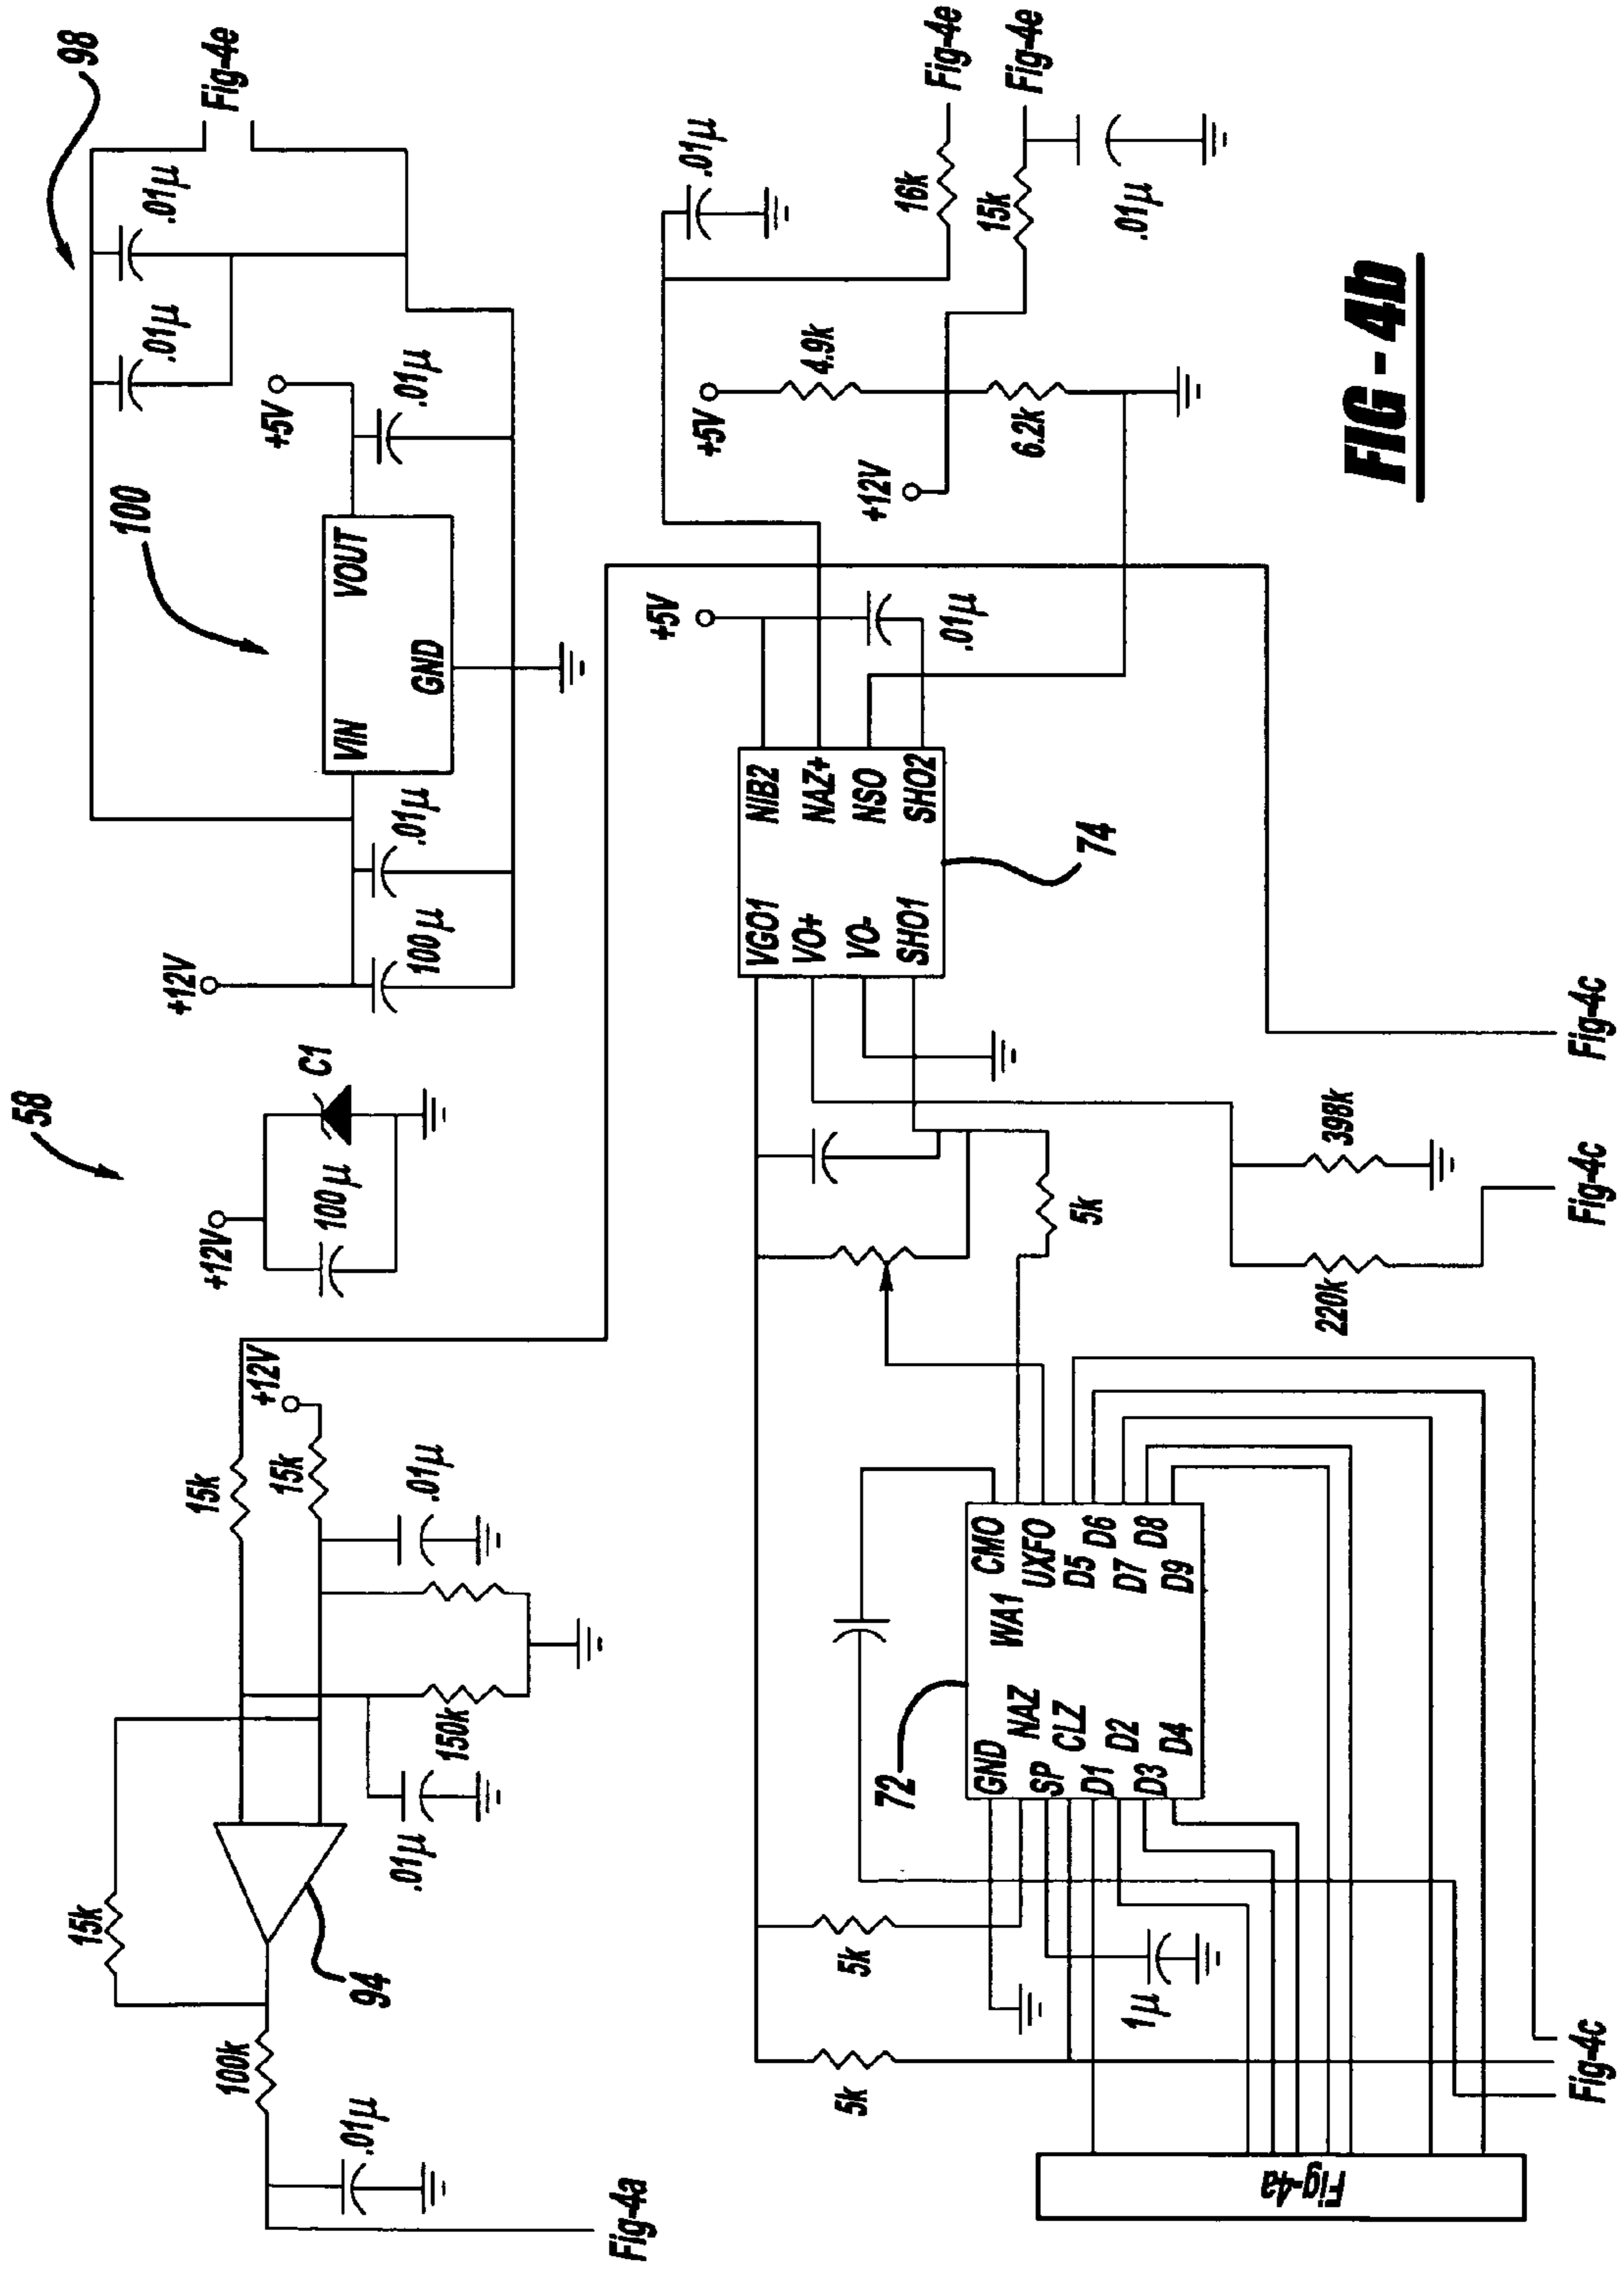 58
98
Fig-4e
15k
15k
+12V
15k
.01µ
150k
.01µ
94
100k
.01µ
Fig-4a
+12V
100µ
C1
+12V
100µ
.01µ
100
VIN
VOUT
GND
+5V
.01µ
.01µ
.01µ
.01µ
Fig-4e
16k
Fig-4e
15k
.01µ
+5V
4.9k
+12V
6.2k
+5V
.01µ
VGO1
NIB2
VO+
NAZ+
VO-
NSO
SHO1
SHO2
74
5k
398k
220k
Fig-4c
Fig-4c
72
GND
CMO
NAZ
WA1
SP
UXFO
CLZ
D5
D1
D6
D2
D7
D3
D8
D4
D9
5k
5k
1µ
Fig-4a
Fig-4c
FIG - 4b